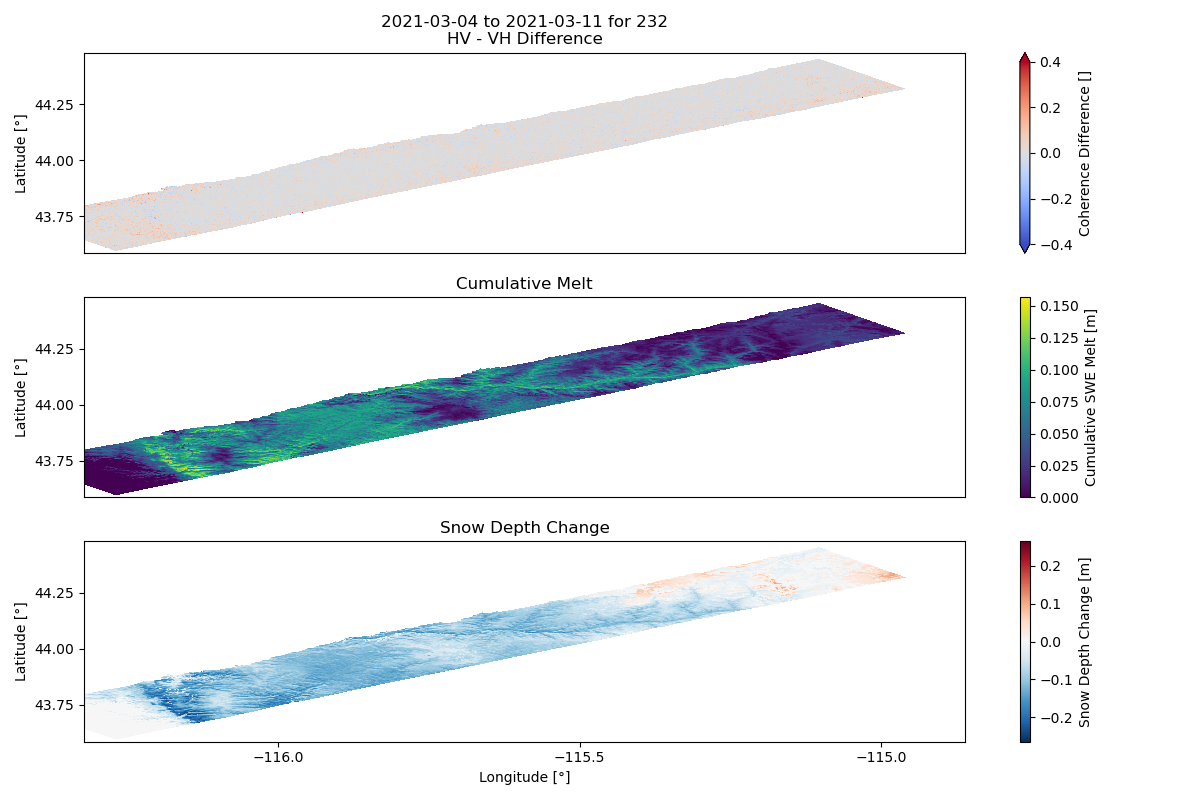 2021-03-04 to 2021-03-11 for 232
HV - VH Difference
44.25
44.00
43.75
Latitude [°]
0.4
0.2
0.0
−0.2
−0.4
Coherence Difference []
Cumulative Melt
44.25
44.00
43.75
Latitude [°]
0.150
0.125
0.100
0.075
0.050
0.025
0.000
Cumulative SWE Melt [m]
Snow Depth Change
44.25
44.00
43.75
Latitude [°]
0.2
0.1
0.0
−0.1
−0.2
Snow Depth Change [m]
−116.0
−115.5
−115.0
Longitude [°]